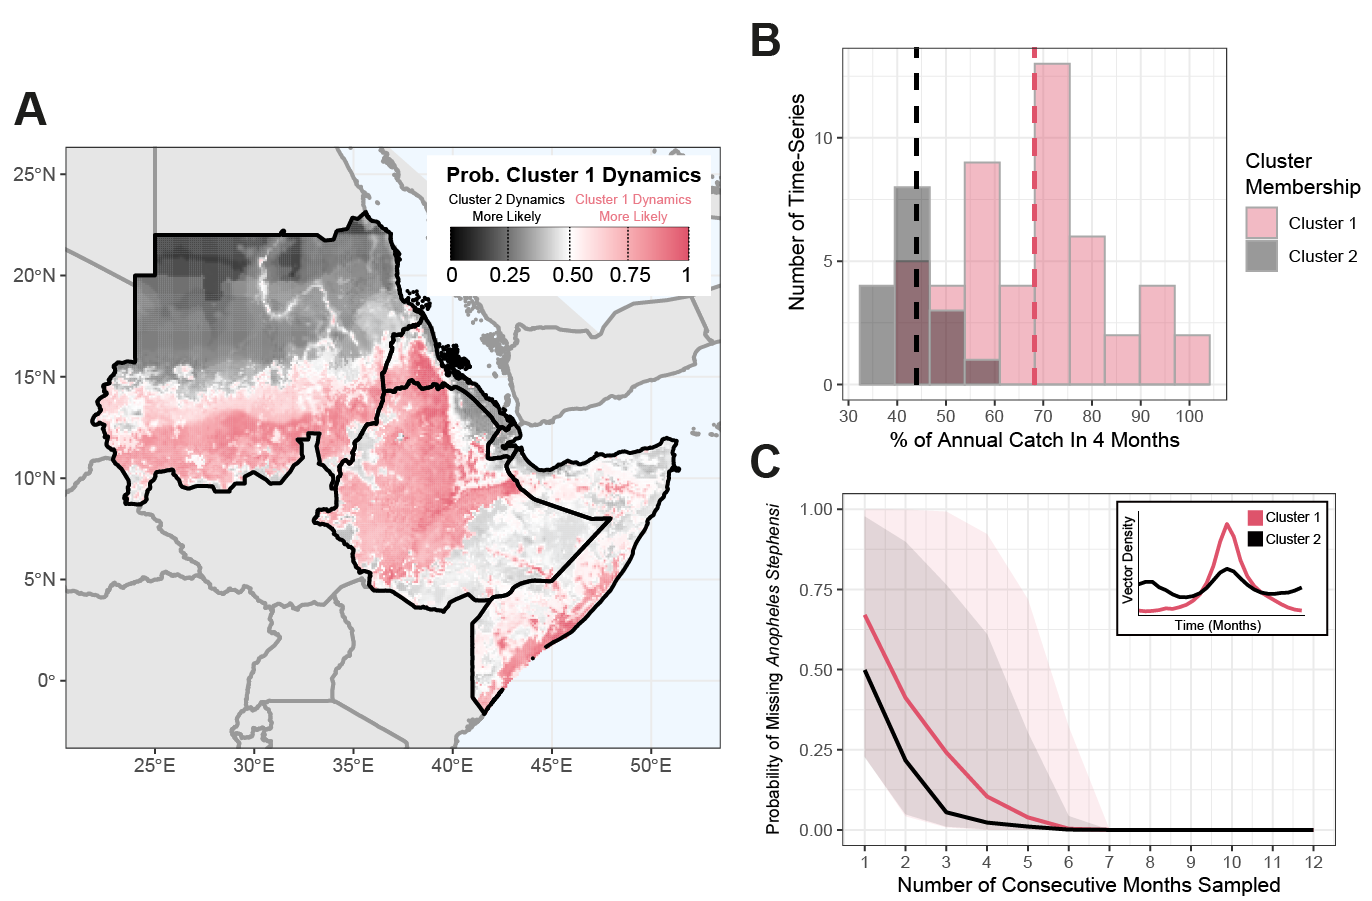 A
25°N
20°N
15°N
10°N
5°N
0°
25°E
30°E
35°E
40°E
45°E
50°E
Prob. Cluster 1 Dynamics
Cluster 2 Dynamics
More Likely
Cluster 1 Dynamics
More Likely
0
0.25
0.50
0.75
1
B
Number of Time-Series
10
5
0
30
40
50
60
70
80
90
100
% of Annual Catch In 4 Months
Cluster
Membership
Cluster 1
Cluster 2
C
Probability of Missing Anopheles Stephensi
1.00
0.75
0.50
0.25
0.00
1
2
3
4
5
6
7
8
9
10
11
12
Number of Consecutive Months Sampled
Vector Density
Cluster 1
Cluster 2
Time (Months)